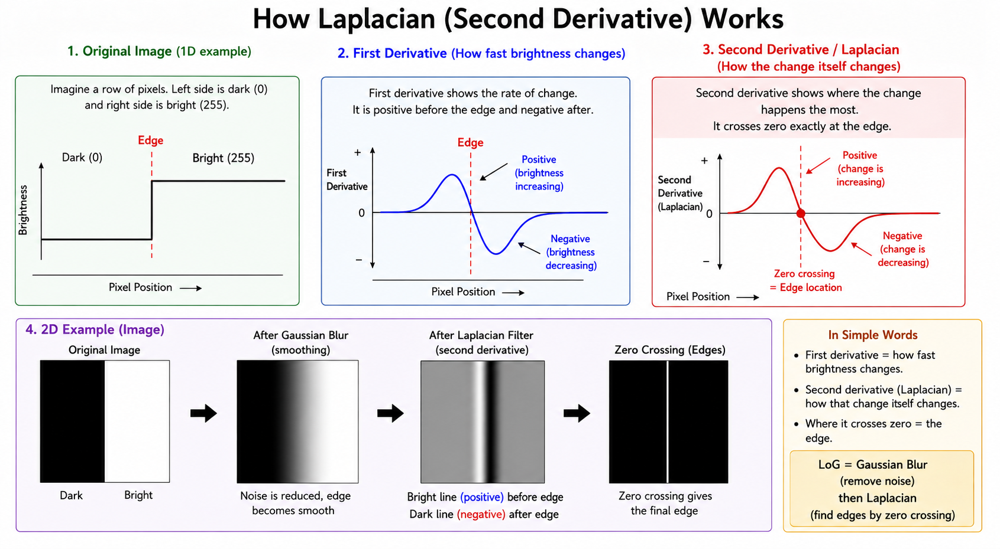 How Laplacian (Second Derivative) Works
1. Original Image (1D example)
Imagine a row of pixels. Left side is dark (0)
and right side is bright (255).
Edge
Dark (0)
Bright (255)
Brightness
Pixel Position
2. First Derivative (How fast brightness changes)
First derivative shows the rate of change.
It is positive before the edge and negative after.
Edge
+
First
Derivative
0
−
Positive
(brightness
increasing)
Negative
(brightness
decreasing)
Pixel Position
3. Second Derivative / Laplacian
(How the change itself changes)
Second derivative shows where the change
happens the most.
It crosses zero exactly at the edge.
+
Second
Derivative
(Laplacian)
0
−
Positive
(change is
increasing)
Negative
(change is
decreasing)
Zero crossing
= Edge location
Pixel Position
4. 2D Example (Image)
Original Image
Dark
Bright
After Gaussian Blur
(smoothing)
Noise is reduced, edge
becomes smooth
After Laplacian Filter
(second derivative)
Bright line (positive) before edge
Dark line (negative) after edge
Zero Crossing (Edges)
Zero crossing gives
the final edge
In Simple Words
• First derivative = how fast
brightness changes.
• Second derivative (Laplacian) =
how that change itself changes.
• Where it crosses zero = the
edge.
LoG = Gaussian Blur
(remove noise)
then Laplacian
(find edges by zero crossing)